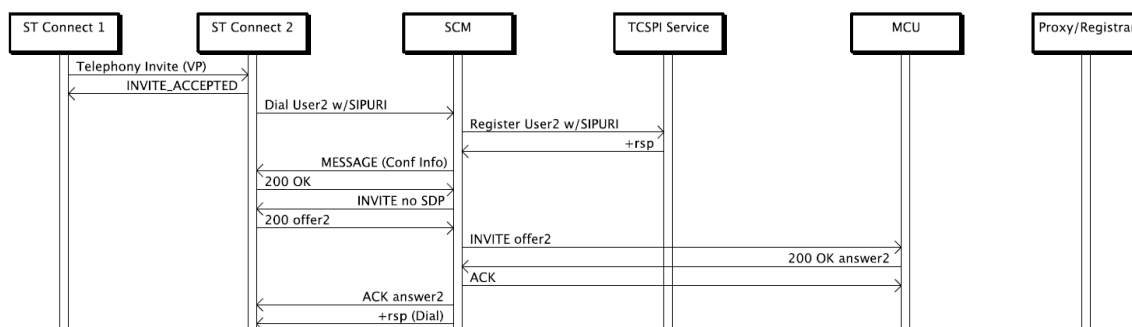 ST Connect 1
ST Connect 2
SCM
TCSPI Service
MCU
Proxy/Registrar
Telephony Invite (VP)
INVITE_ACCEPTED
Dial User2 w/SIPURI
Register User2 w/SIPURI
+rsp
MESSAGE (Conf Info)
200 OK
INVITE no SDP
200 offer2
INVITE offer2
200 OK answer2
ACK
ACK answer2
+rsp (Dial)